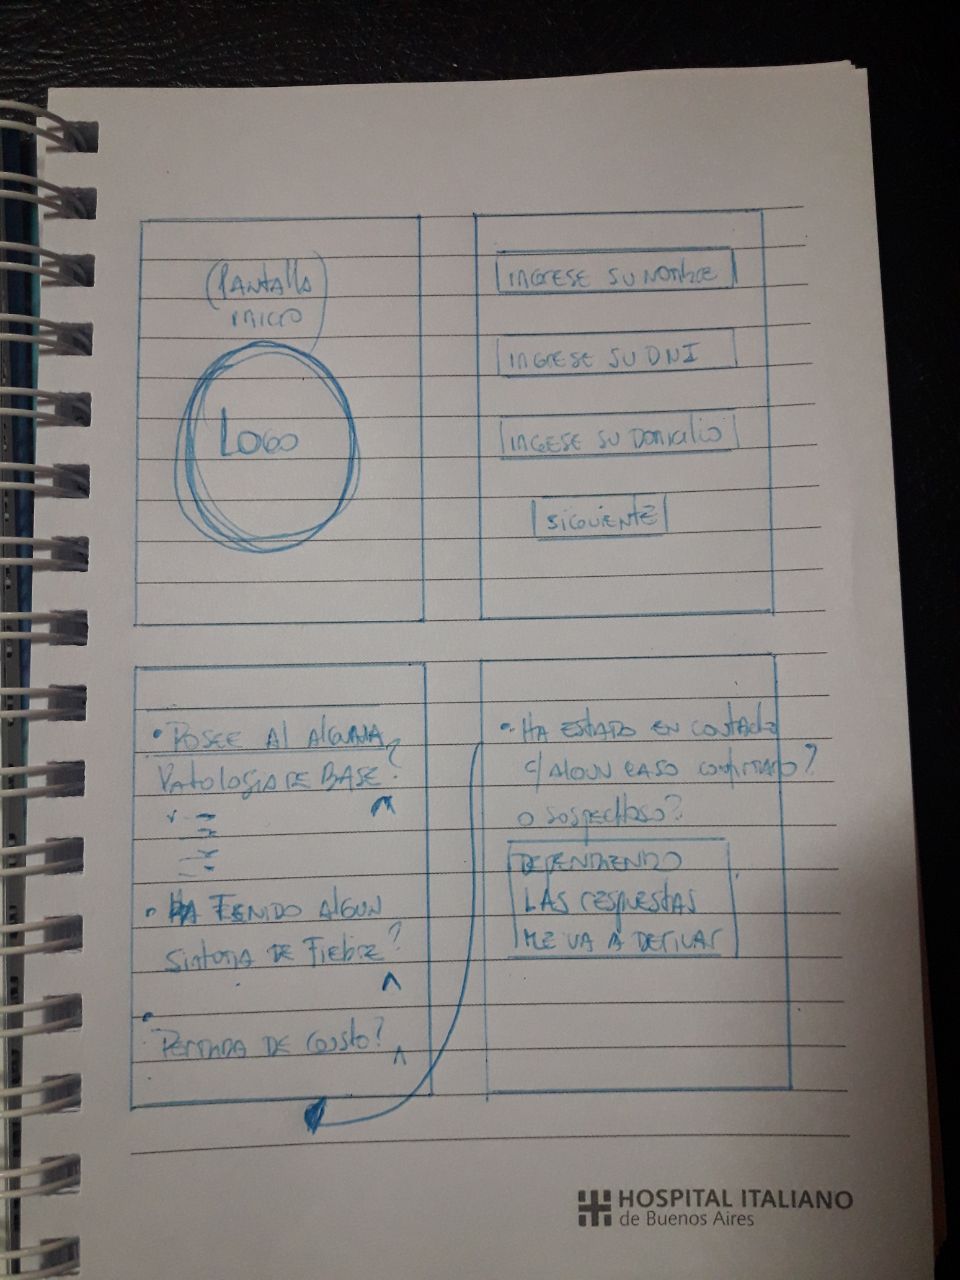 (Pantalla)
inicio
Logo
INGRESE SU NOMBRE
INGRESE SU DNI
INGESE SU DOMICILIO
SIGUIENTE
• POSEE Al AlGUNA
PATOLOGIA DE BASE?
• HA TENIDO ALGUN
SINTOMA DE FIEBRE?
•
PERDIDA DE GUSTO?
• HA ESTADO EN CONTACTO
c/ ALGUN CASO CONFIRMADO?
O SOSPECHOSO?
DEPENDIENDO
LAS RESPUESTAS
ME VA A DERIVAR
HOSPITAL ITALIANO
de Buenos Aires